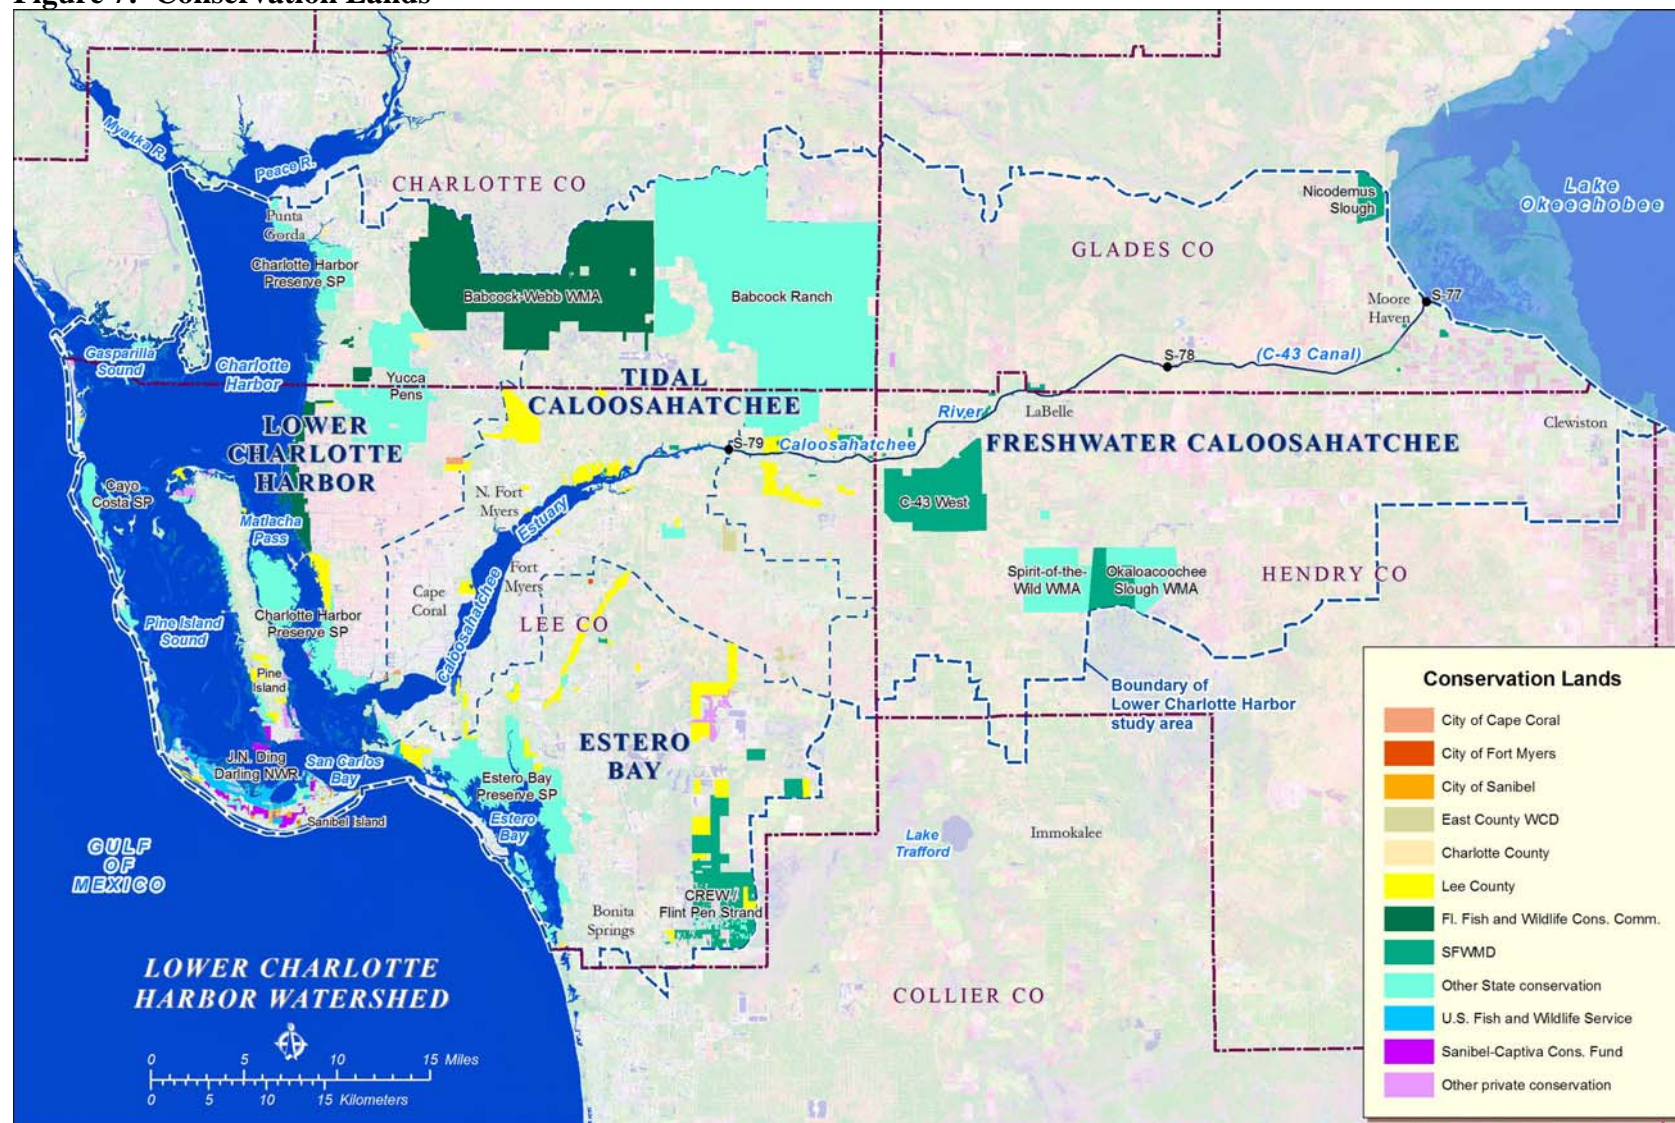 Figure 7. Conservation Lands
Myakka R.
Peace R.
CHARLOTTE CO
Punta
Gorda
Charlotte Harbor
Preserve SP
Babcock-Webb WMA
Babcock Ranch
Nicodemus
Slough
Lake
Okeechobee
GLADES CO
Moore
Haven
S-77
S-78
(C-43 Canal)
Gasparilla
Sound
Charlotte
Harbor
Yucca
Pens
TIDAL
CALOOSAHATCHEE
River
LaBelle
Clewiston
LOWER
CHARLOTTE
HARBOR
S-79
Caloosahatchee
FRESHWATER CALOOSAHATCHEE
Cayo
Costa SP
N. Fort
Myers
C-43 West
Matlacha
Pass
Estuary
Fort
Myers
Cape
Coral
Caloosahatchee
Spirit-of-the-
Wild WMA
Okaloacoochee
Slough WMA
HENDRY CO
Charlotte Harbor
Preserve SP
Pine Island
Sound
LEE CO
Pine
Island
Boundary of
Lower Charlotte Harbor
study area
ESTERO
BAY
J.N. Ding
Darling NWR
San Carlos
Bay
Estero Bay
Preserve SP
Sanibel Island
Estero
Bay
Lake
Trafford
Immokalee
GULF
OF
MEXICO
CREW /
Flint Pen Strand
Bonita
Springs
COLLIER CO
LOWER CHARLOTTE
HARBOR WATERSHED
N
0 5 10 15 Miles
0 5 10 15 Kilometers
Conservation Lands
City of Cape Coral
City of Fort Myers
City of Sanibel
East County WCD
Charlotte County
Lee County
Fl. Fish and Wildlife Cons. Comm.
SFWMD
Other State conservation
U.S. Fish and Wildlife Service
Sanibel-Captiva Cons. Fund
Other private conservation